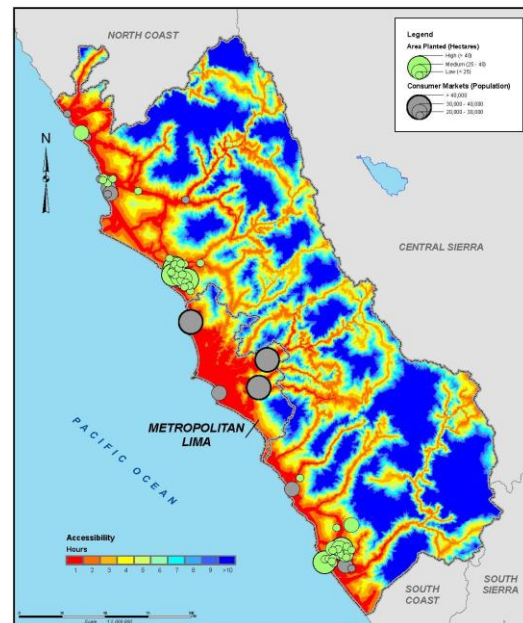 NORTH COAST
Legend
Area Planted (Hectares)
High (> 40)
Medium (25 - 40)
Low (< 25)
Consumer Markets (Population)
> 40,000
30,000 - 40,000
20,000 - 30,000
N
CENTRAL SIERRA
METROPOLITAN
LIMA
PACIFIC OCEAN
Accessibility
Hours
1 2 3 4 5 6 7 8 9 >10
SOUTH
COAST
SOUTH
SIERRA
Scale